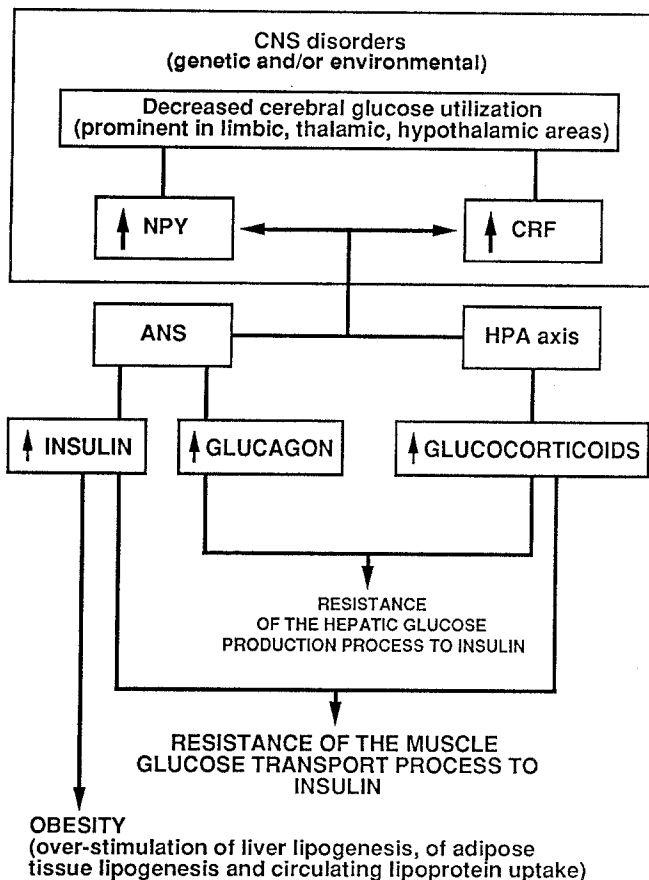 CNS disorders
(genetic and/or environmental)
Decreased cerebral glucose utilization
(prominent in limbic, thalamic, hypothalamic areas)
NPY
CRF
ANS
HPA axis
INSULIN
GLUCAGON
GLUCOCORTICOIDS
RESISTANCE
OF THE HEPATIC GLUCOSE
PRODUCTION PROCESS TO INSULIN
RESISTANCE OF THE MUSCLE
GLUCOSE TRANSPORT PROCESS TO
INSULIN
OBESITY
(over-stimulation of liver lipogenesis, of adipose
tissue lipogenesis and circulating lipoprotein uptake)